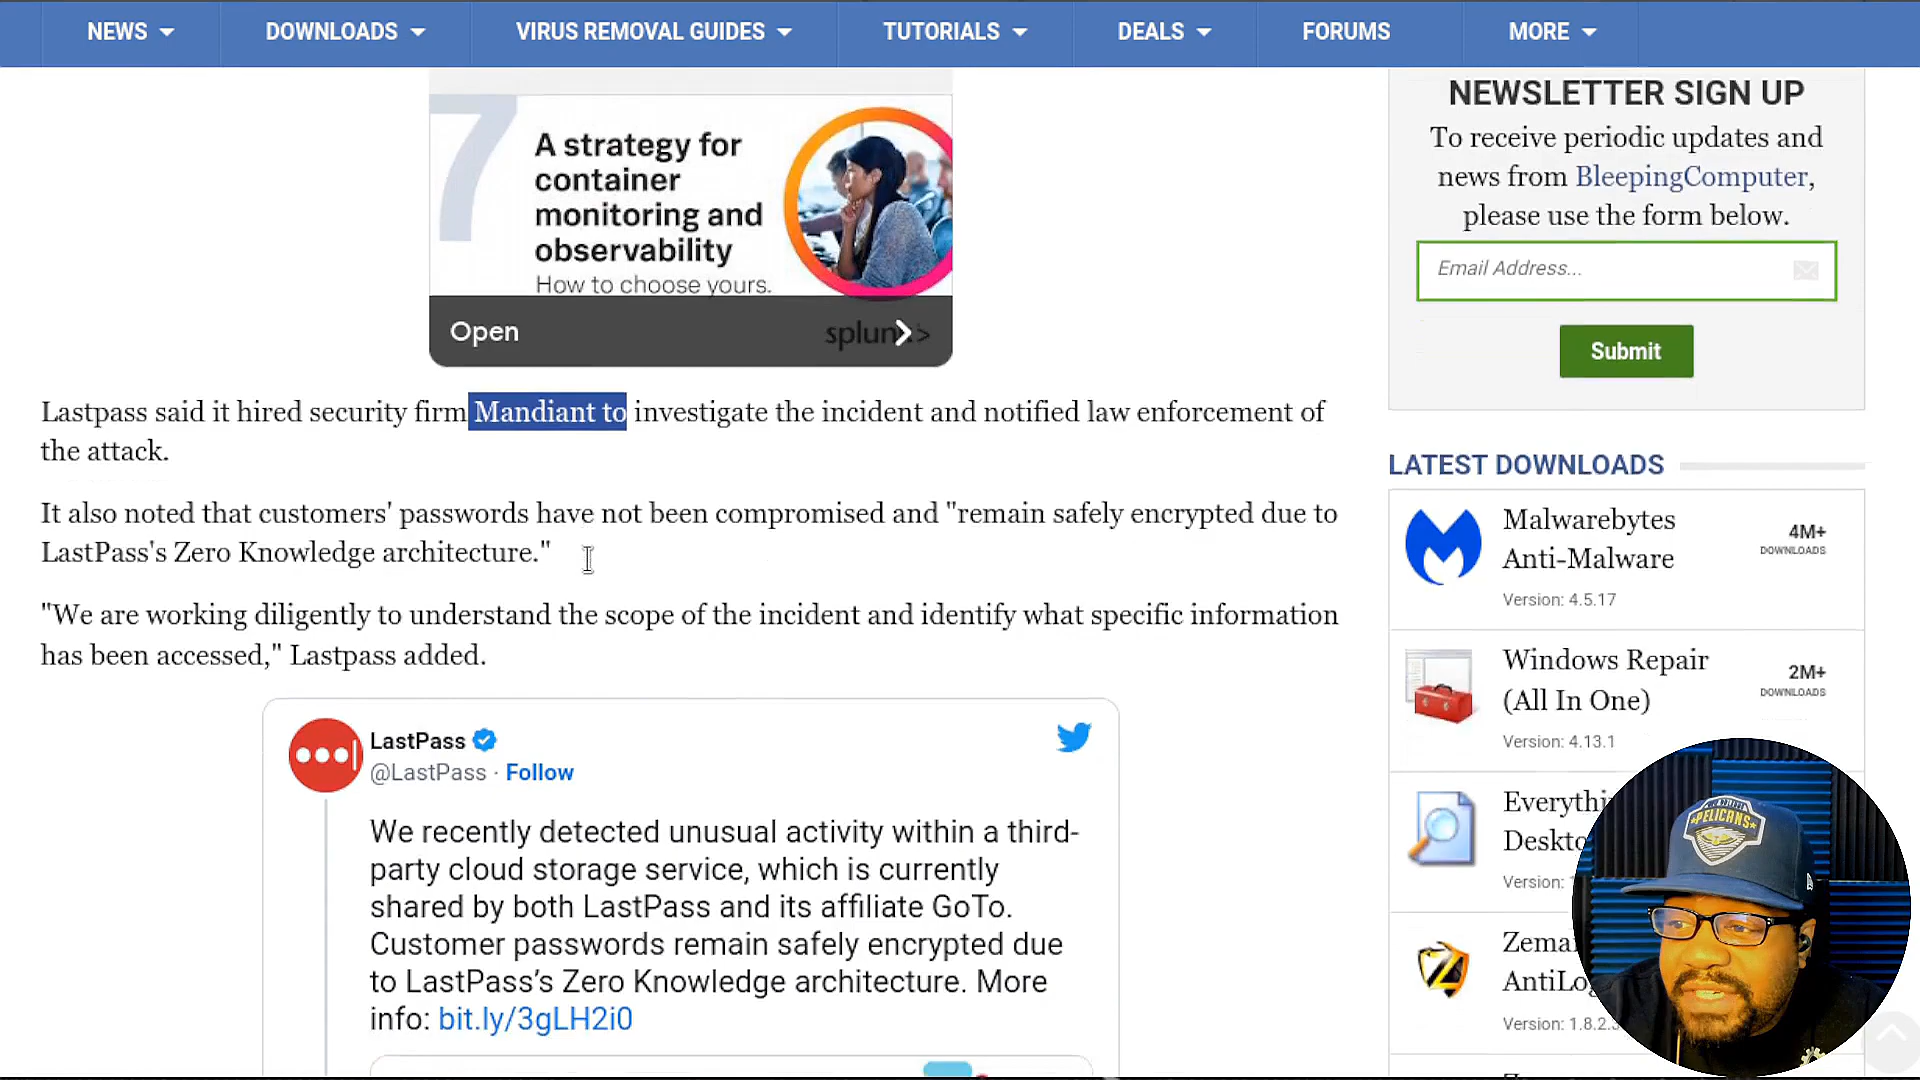 NEWS
DOWNLOADS
VIRUS REMOVAL GUIDES
TUTORIALS
DEALS
FORUMS
MORE
7
A strategy for
container
monitoring and
observability
How to choose yours.
Open
Lastpass said it hired security firm Mandiant to investigate the incident and notified law enforcement of
the attack.
It also noted that customers' passwords have not been compromised and "remain safely encrypted due to
LastPass's Zero Knowledge architecture."
"We are working diligently to understand the scope of the incident and identify what specific information
has been accessed," Lastpass added.
LastPass
@LastPass · Follow
We recently detected unusual activity within a third-
party cloud storage service, which is currently
shared by both LastPass and its affiliate GoTo.
Customer passwords remain safely encrypted due
to LastPass’s Zero Knowledge architecture. More
info: bit.ly/3gLH2i0
NEWSLETTER SIGN UP
To receive periodic updates and
news from BleepingComputer,
please use the form below.
Email Address...
Submit
LATEST DOWNLOADS
Malwarebytes
Anti-Malware
Version: 4.5.17
4M+
DOWNLOADS
Windows Repair
(All In One)
Version: 4.13.1
2M+
DOWNLOADS
Version:
Version: 1.8.2.
PELICANS